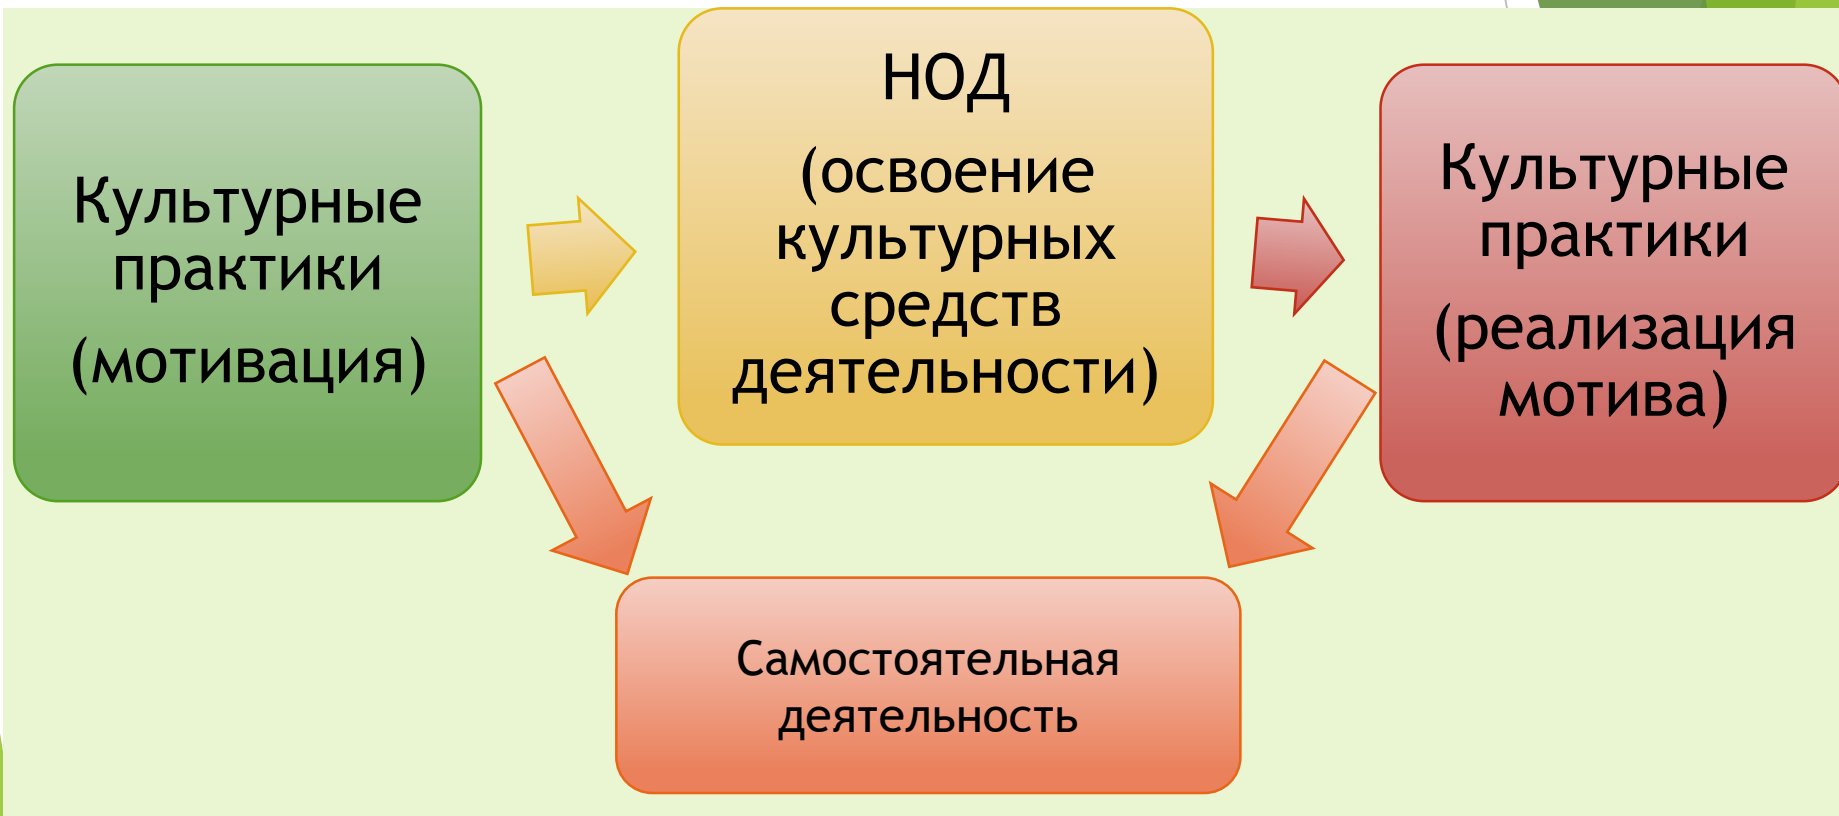 Культурные
практики
(мотивация)
НОД
(освоение
культурных
средств
деятельности)
Культурные
практики
(реализация
мотива)
Самостоятельная
деятельность